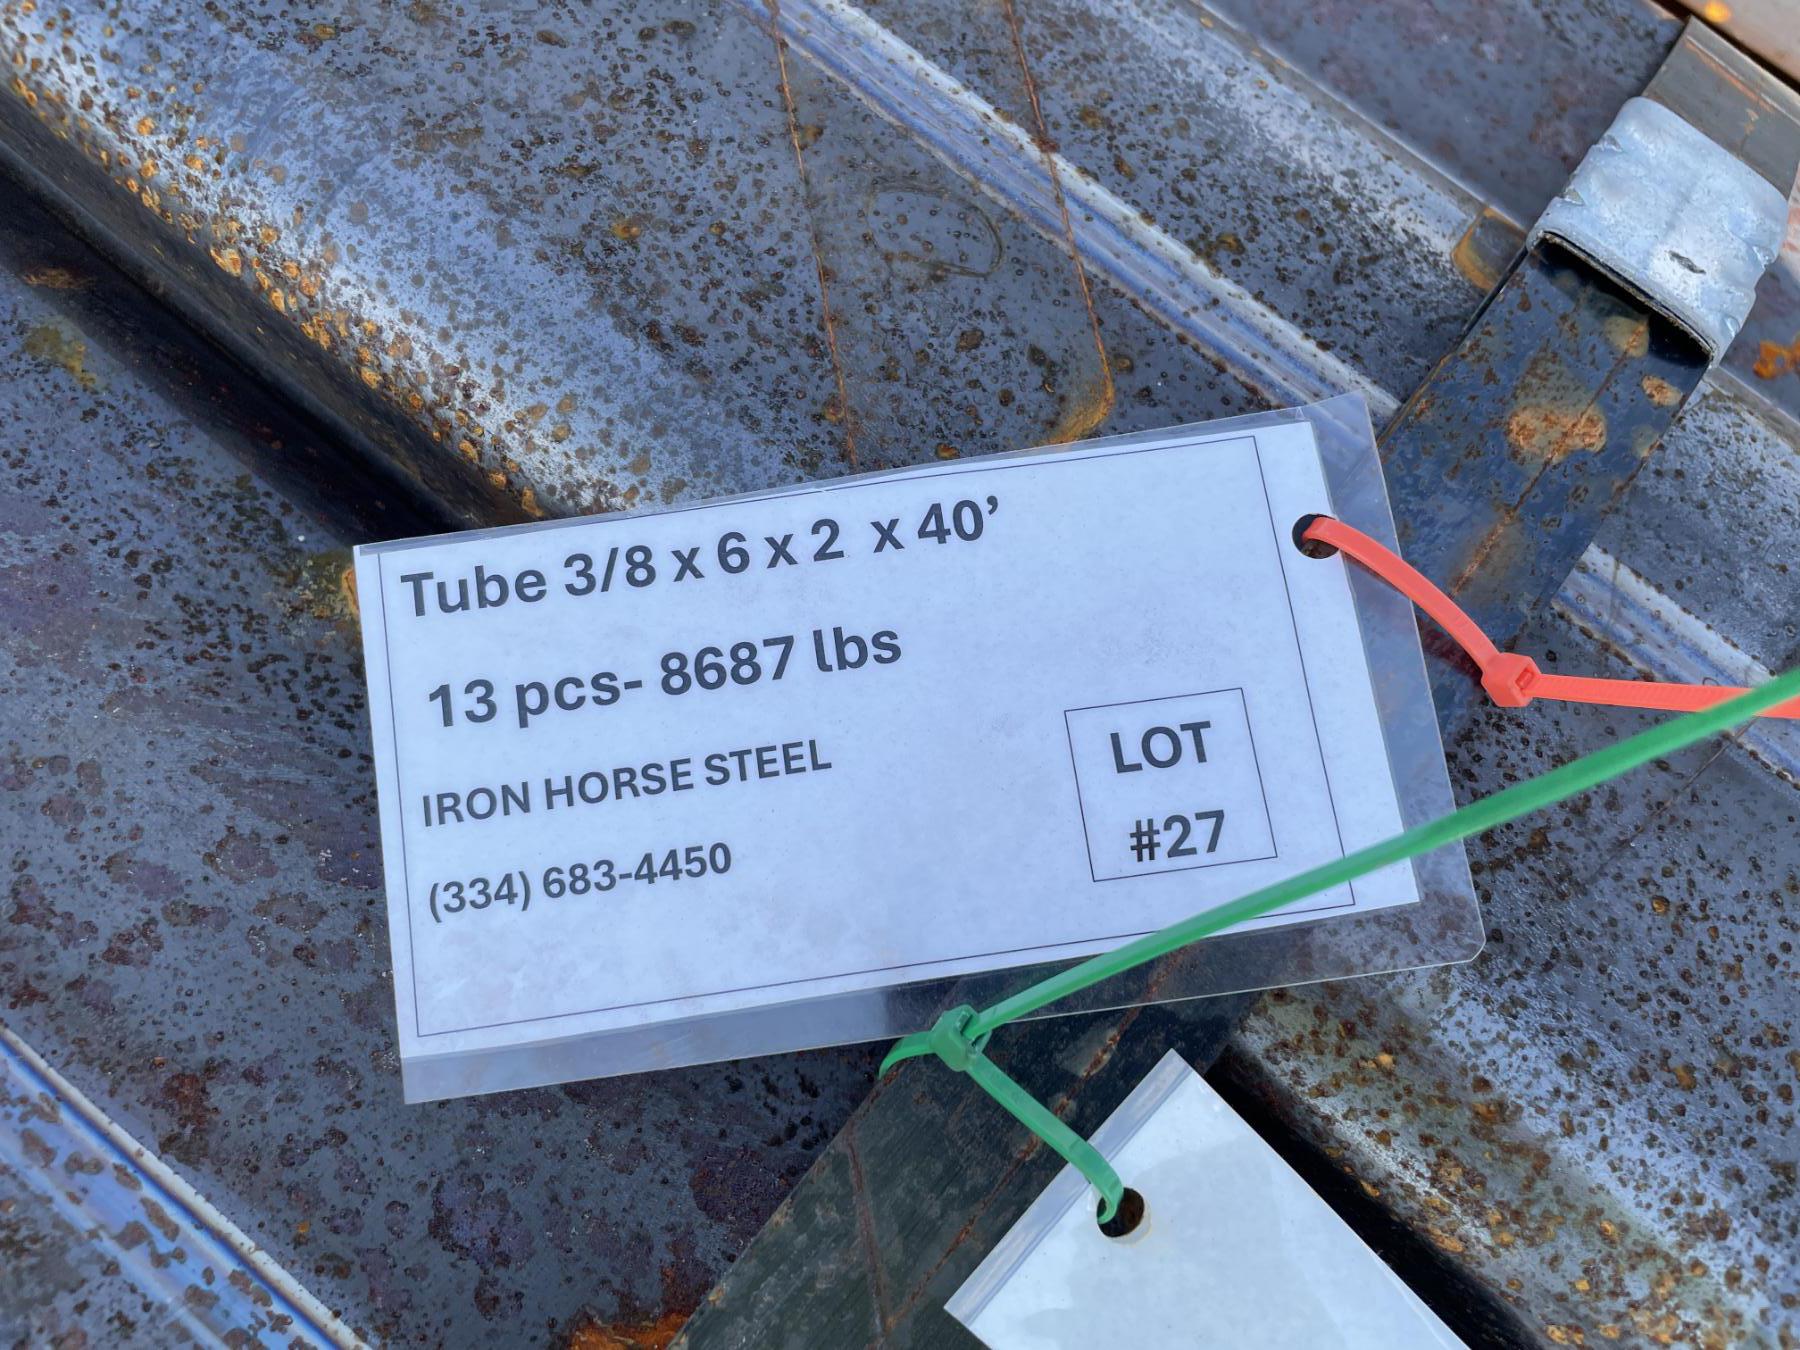 Tube 3/8 x 6 x 2 x 40’
13 pcs- 8687 lbs
IRON HORSE STEEL
(334) 683-4450
LOT
#27